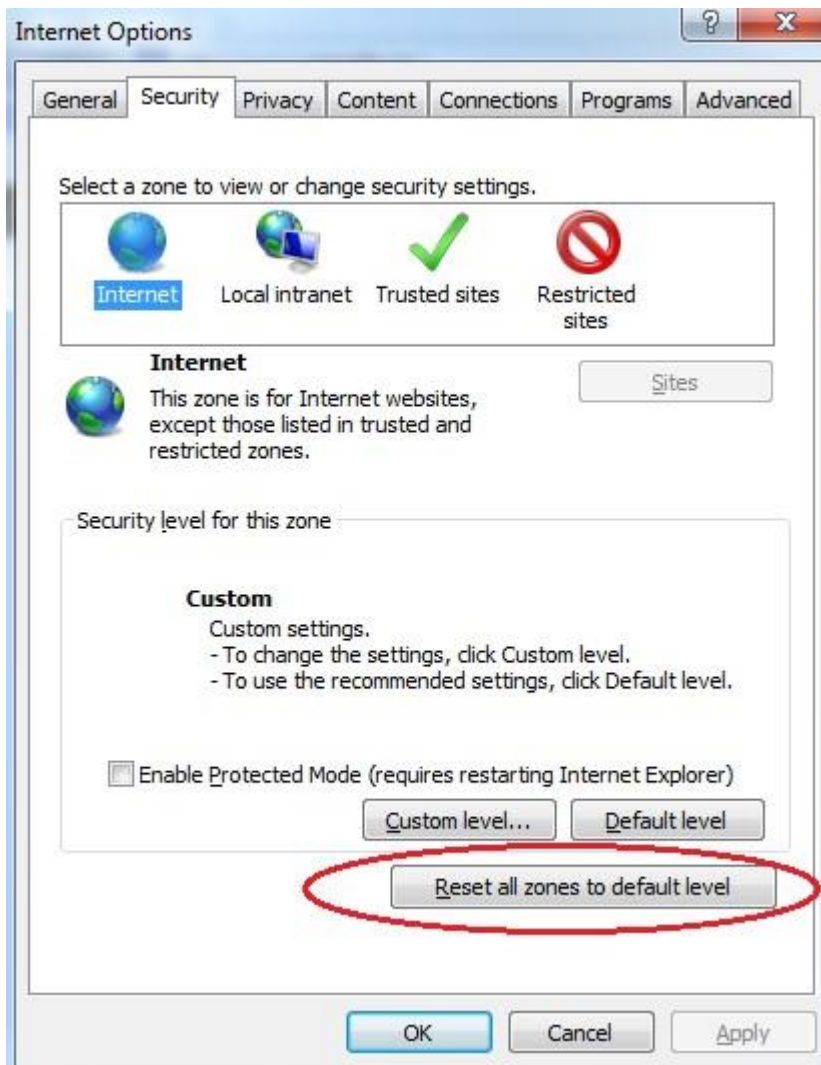 Internet Options
General Security Privacy Content Connections Programs Advanced
Select a zone to view or change security settings.
Internet Local intranet Trusted sites Restricted
sites
Internet
Sites
This zone is for Internet websites,
except those listed in trusted and
restricted zones.
Security level for this zone
Custom
Custom settings.
- To change the settings, click Custom level.
- To use the recommended settings, click Default level.
Enable Protected Mode (requires restarting Internet Explorer)
Custom level... Default level
Reset all zones to default level
OK Cancel Apply